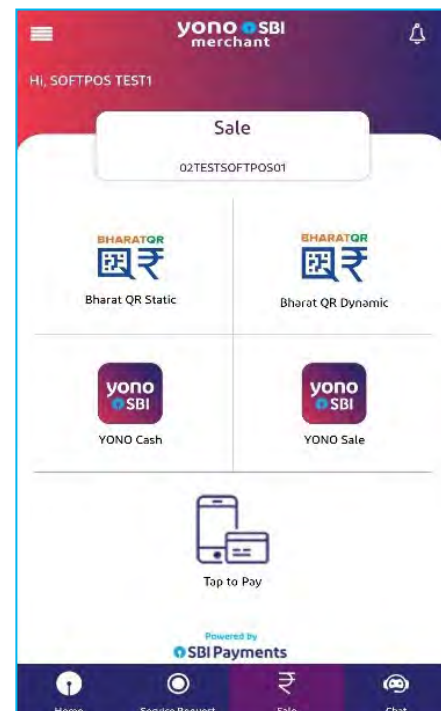 yono SBI
merchant
Hi, SOFTPOS TEST1
Sale
02TESTSOFTPOS01
BHARATQR
Bharat QR Static
BHARATQR
Bharat QR Dynamic
yono
SBI
YONO Cash
yono
SBI
YONO Sale
Tap to Pay
Powered by
SBI Payments
Home Service Request Sale Chat